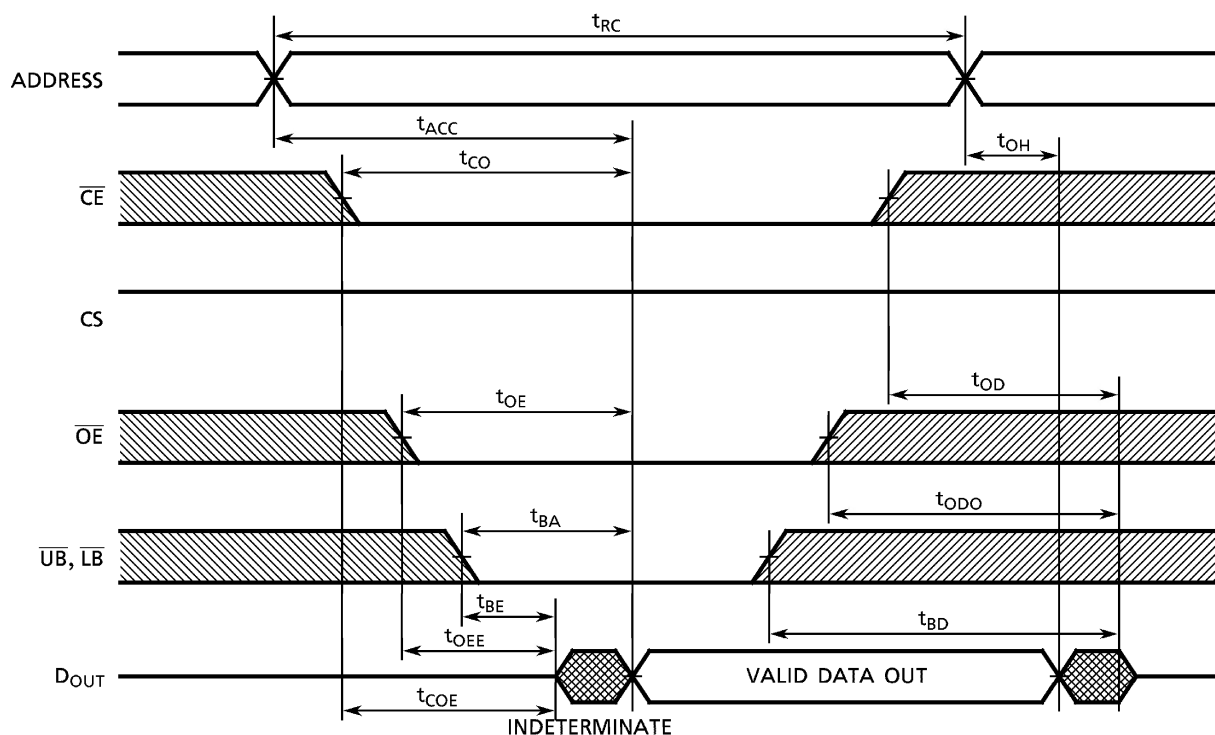 tRC
ADDRESS
tACC
tOH
tCO
CE
CS
tOD
tOE
OE
tODO
tBA
UB, LB
tBE
tBD
tOEE
DOUT
VALID DATA OUT
tCOE
INDETERMINATE